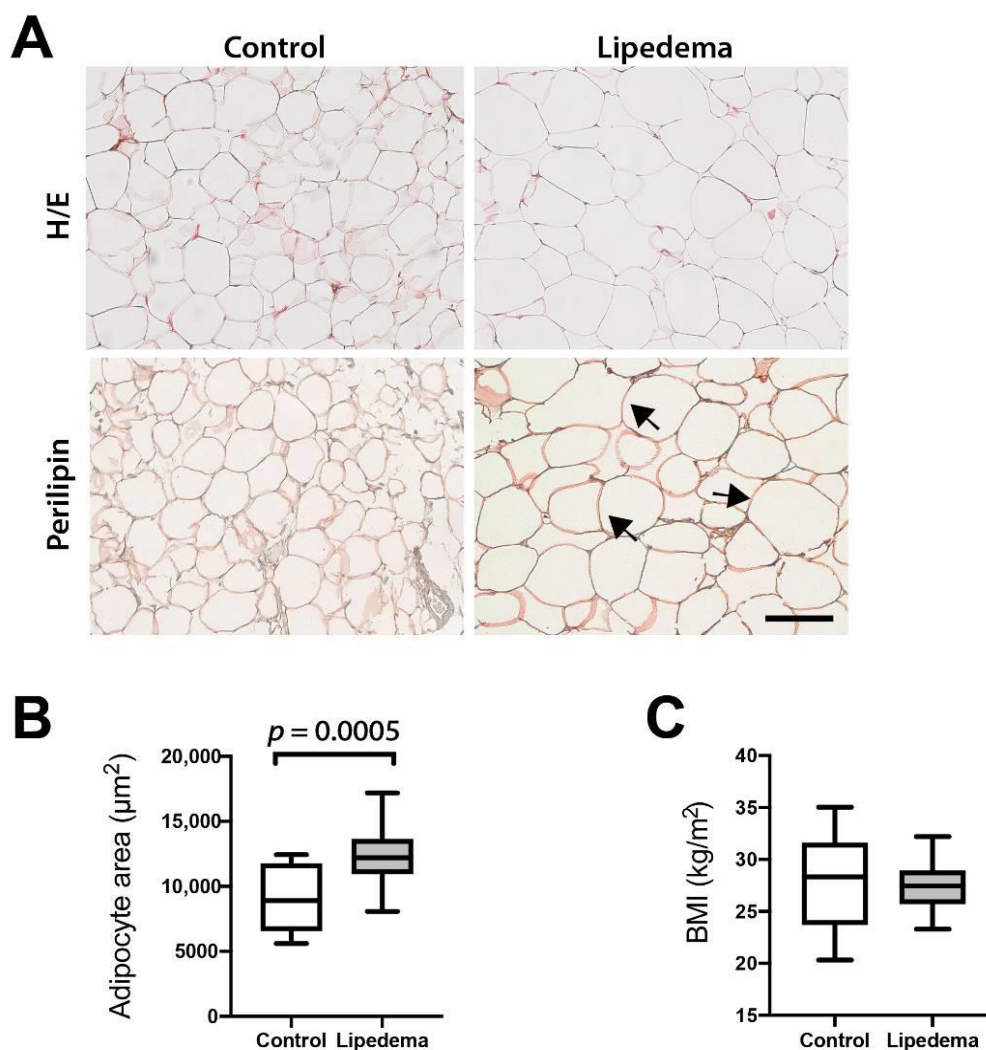 A
Control
Lipedema
H/E
Perilipin
B
p = 0.0005
Adipocyte area (µm²)
20,000
15,000
10,000
5000
0
Control
Lipedema
C
BMI (kg/m²)
40
35
30
25
20
15
Control
Lipedema